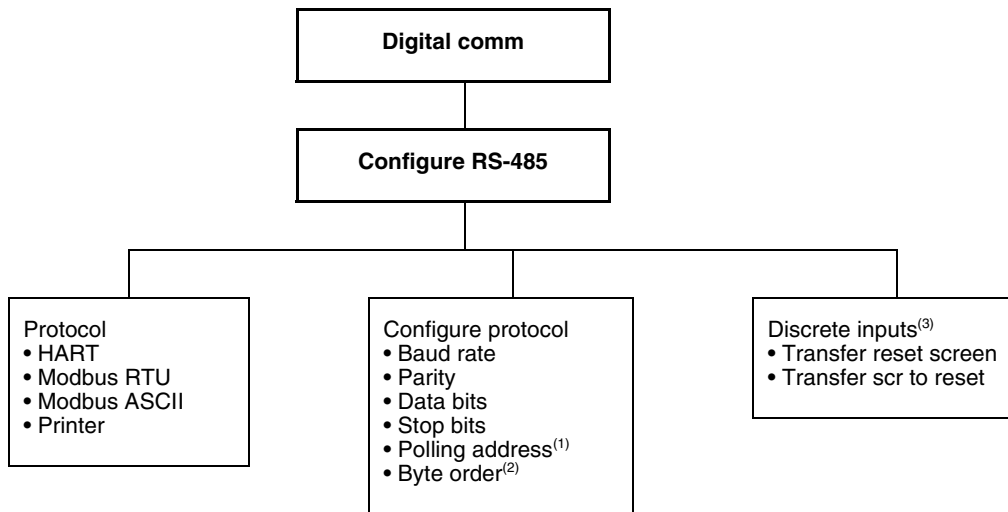 Digital comm
Configure RS-485
Protocol
• HART
• Modbus RTU
• Modbus ASCII
• Printer
Configure protocol
• Baud rate
• Parity
• Data bits
• Stop bits
• Polling address(1)
• Byte order(2)
Discrete inputs(3)
• Transfer reset screen
• Transfer scr to reset